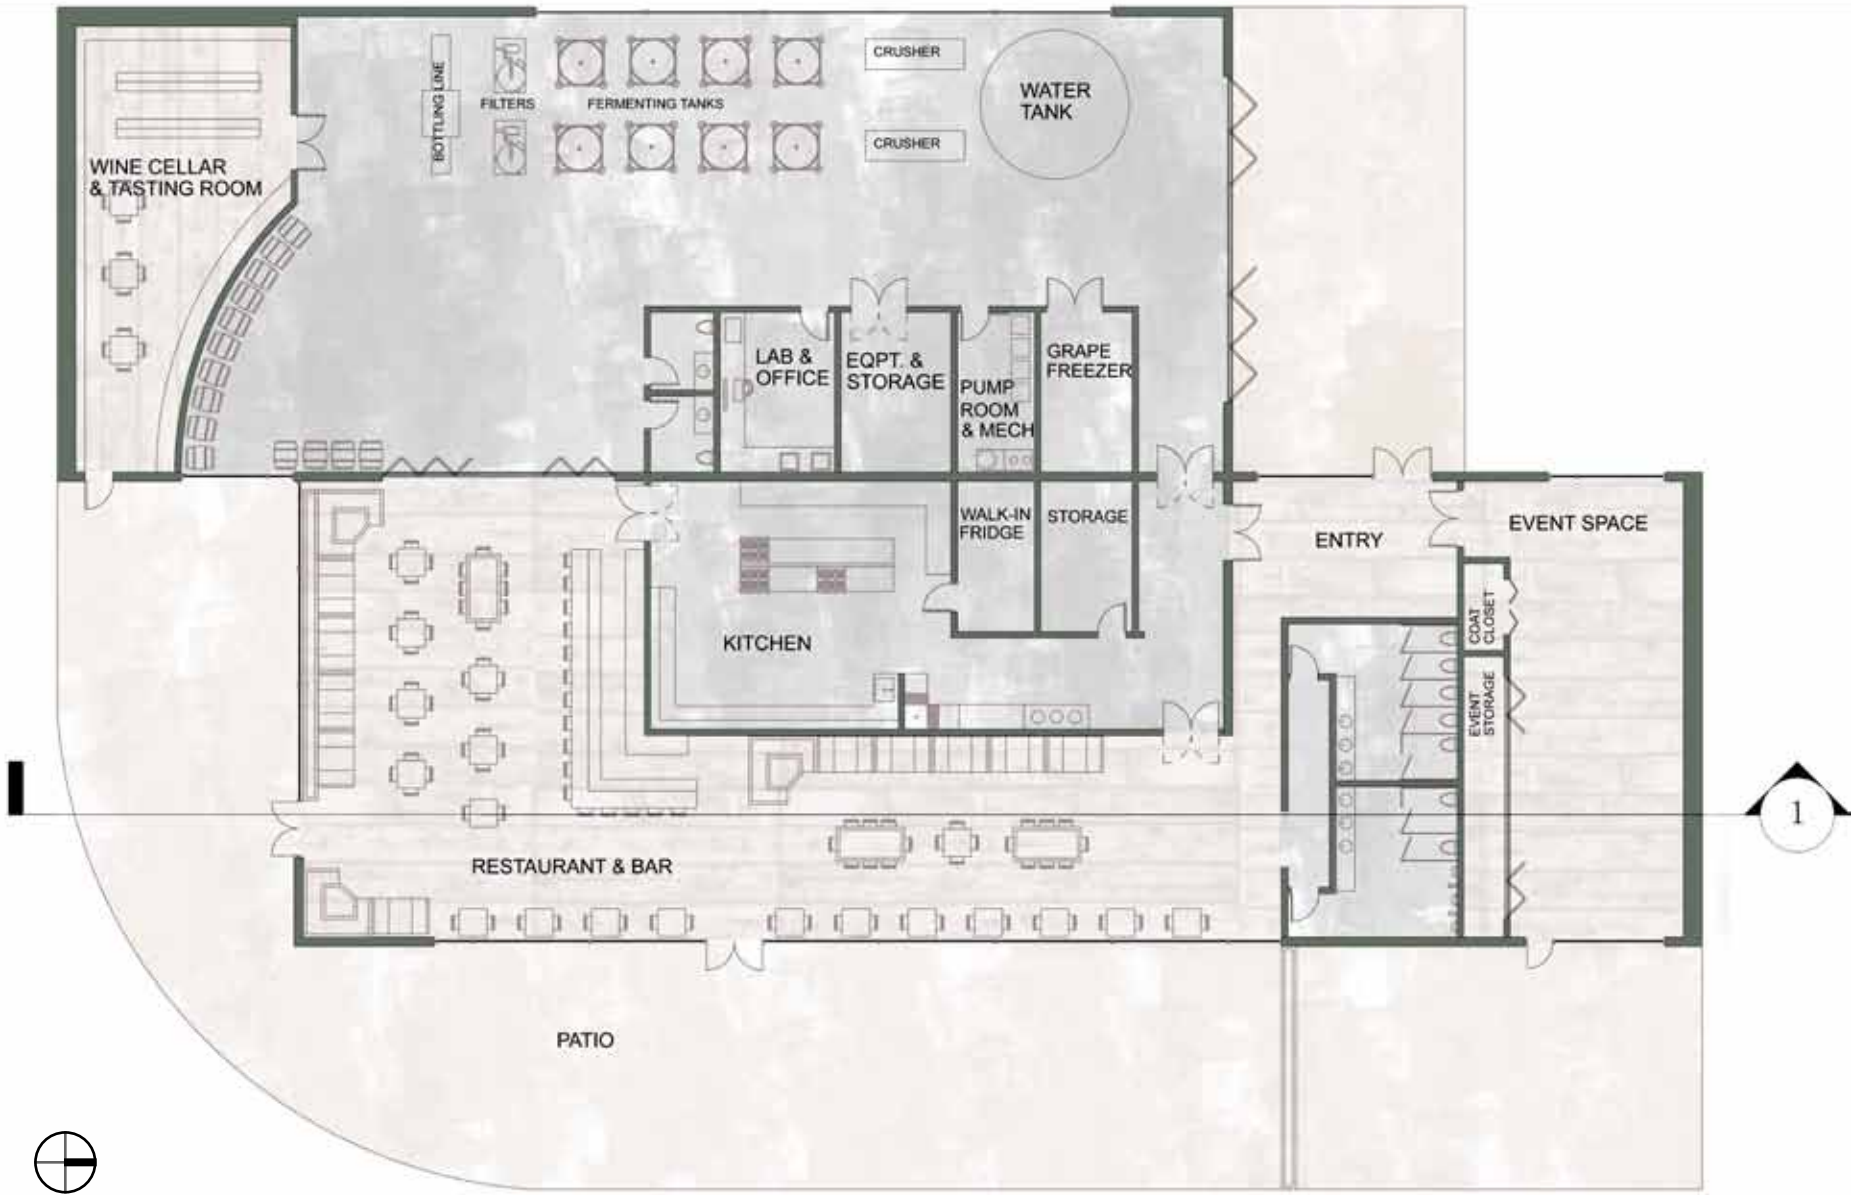 BOTTLING LINE
FILTERS
FERMENTING TANKS
CRUSHER
CRUSHER
WATER
TANK
WINE CELLAR
& TASTING ROOM
LAB &
OFFICE
EQPT. &
STORAGE
PUMP
ROOM
& MECH
GRAPE
FREEZER
WALK-IN
FRIDGE
STORAGE
ENTRY
EVENT SPACE
COAT
CLOSET
KITCHEN
EVENT
STORAGE
1
RESTAURANT & BAR
PATIO